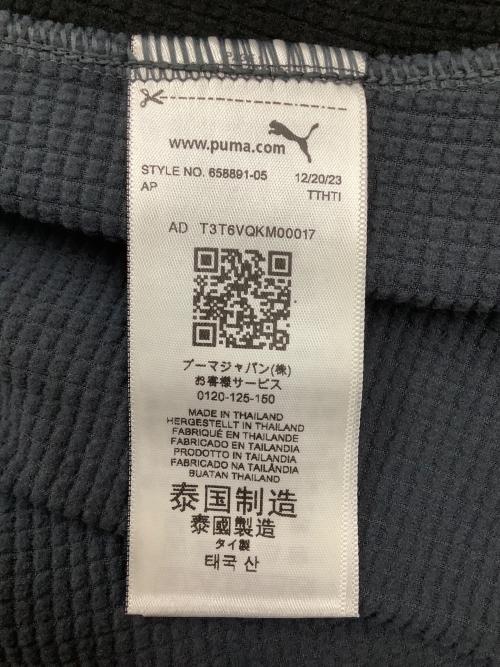 www.puma.com
STYLE NO. 658891-05 12/20/23
AP TTHTI
AD T3T6VQKM00017
プーマジャパン(株)
お客様サービス
0120-125-150
MADE IN THAILAND
HERGESTELLT IN THAILAND
FABRIQUÉ EN THAILANDE
FABRICADO EN TAILANDIA
PRODOTTO IN TAILANDIA
FABRICADO NA TAILÂNDIA
BUATAN THAILAND
泰国制造
泰國製造
タイ製
태국 산